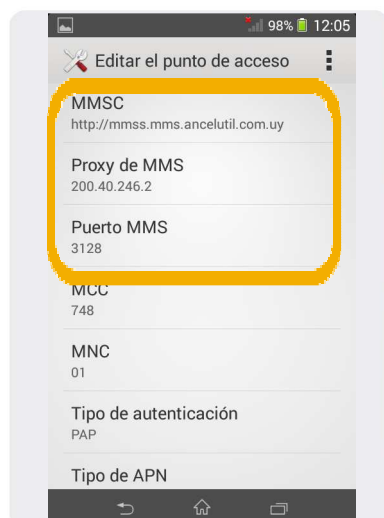 98% 12:05
Editar el punto de acceso
MMSC
http://mmss.mms.ancelutil.com.uy
Proxy de MMS
200.40.246.2
Puerto MMS
3128
MCC
748
MNC
01
Tipo de autenticación
PAP
Tipo de APN